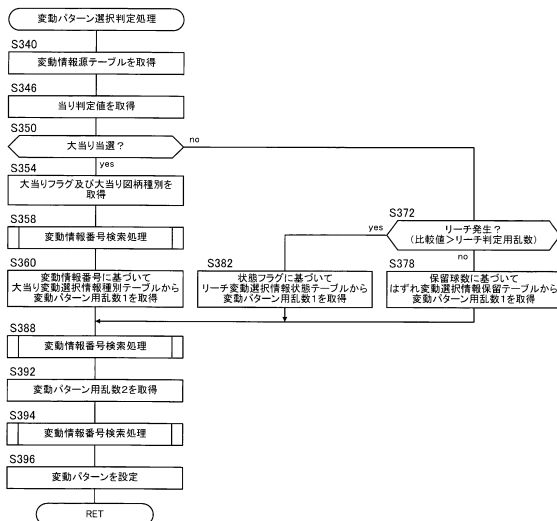 変動パターン選択判定処理
S340
変動情報源テーブルを取得
S346
当り判定値を取得
S350
大当り当選?
no
yes
S354
大当りフラグ及び大当り図柄種別を
取得
S358
変動情報番号検索処理
S360
変動情報番号に基づいて
大当り変動選択情報種別テーブルから
変動パターン用乱数1を取得
S372
リーチ発生?
(比較値>リーチ判定用乱数)
yes
no
S382
状態フラグに基づいて
リーチ変動選択情報状態テーブルから
変動パターン用乱数1を取得
S378
保留球数に基づいて
はずれ変動選択情報保留テーブルから
変動パターン用乱数1を取得
S388
変動情報番号検索処理
S392
変動パターン用乱数2を取得
S394
変動情報番号検索処理
S396
変動パターンを設定
RET